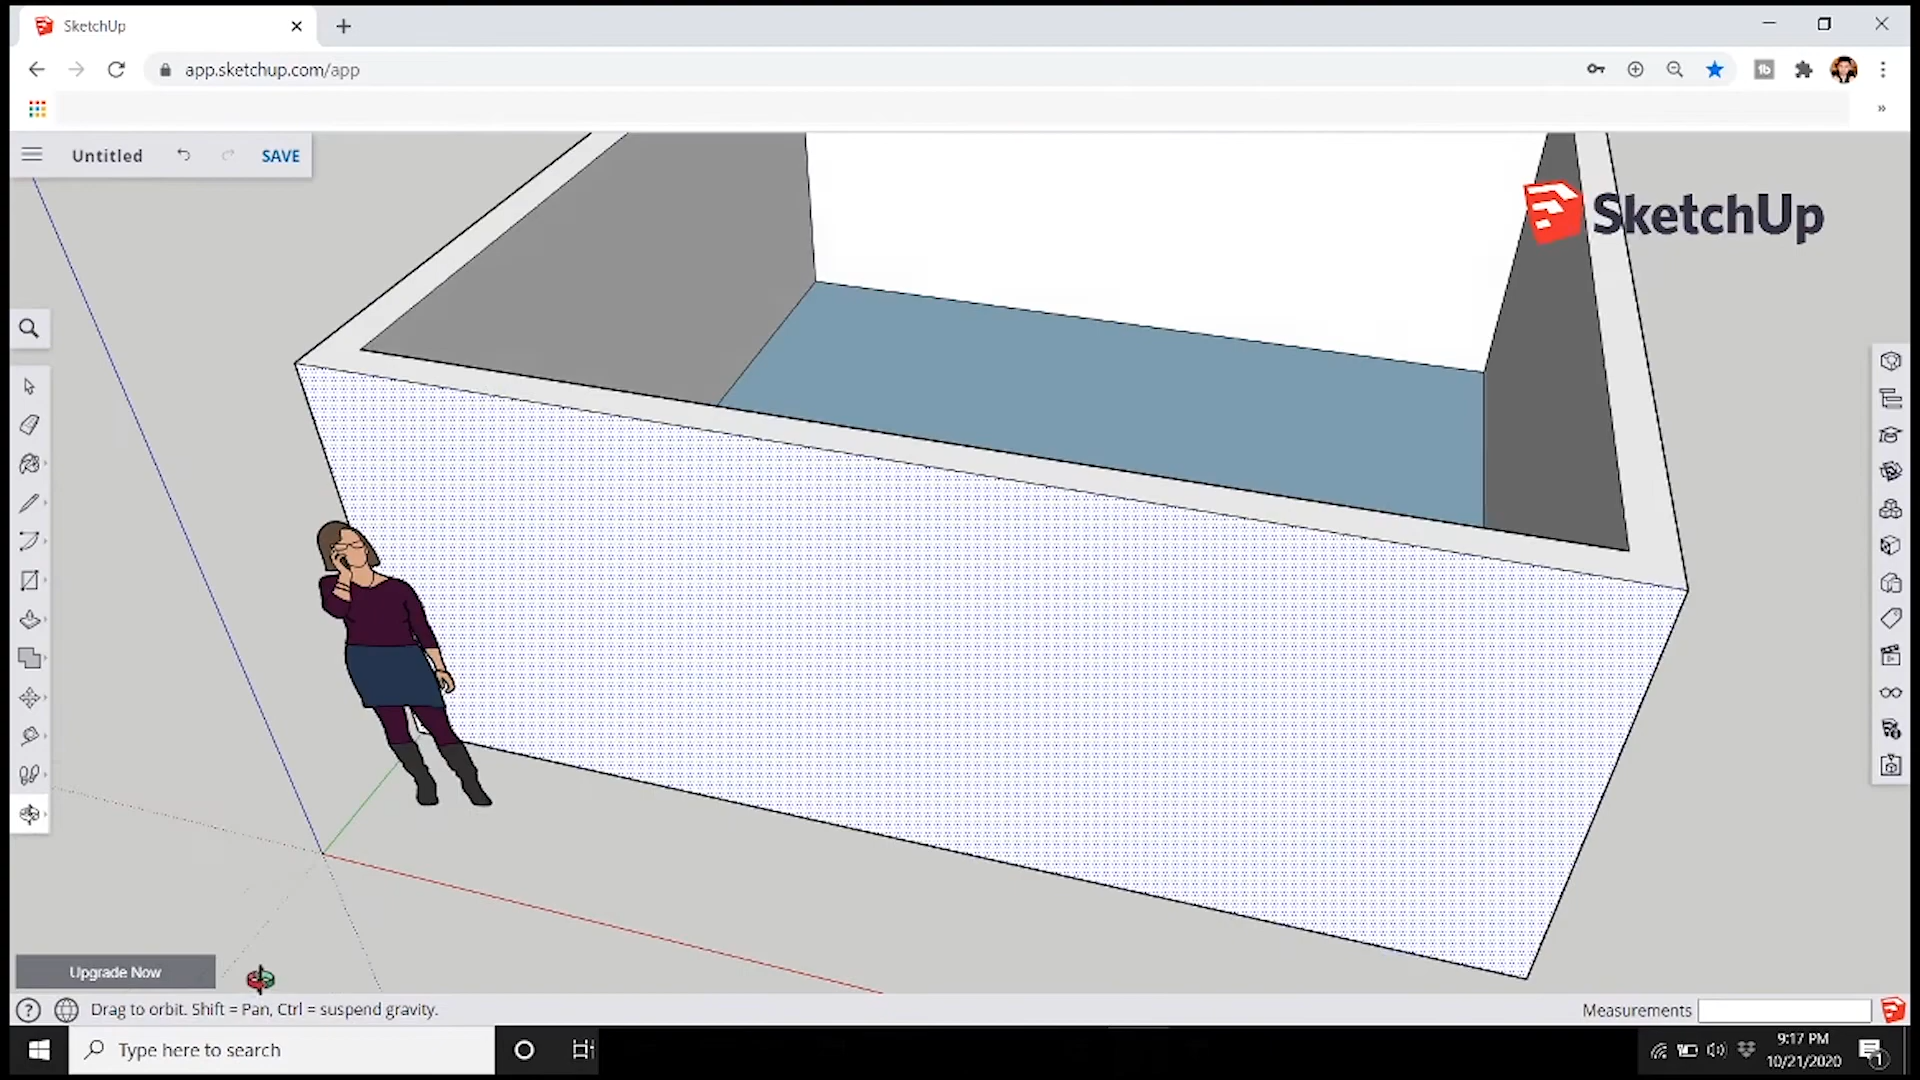 SketchUp
app.sketchup.com/app
Untitled
SAVE
SketchUp
Upgrade Now
Drag to orbit. Shift = Pan, Ctrl = suspend gravity.
Measurements
Type here to search
9:17 PM
10/21/2020
1